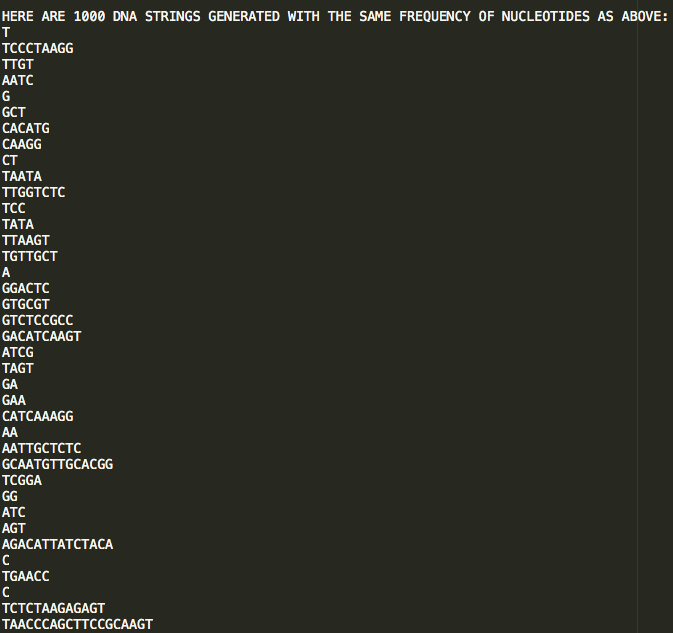 HERE ARE 1000 DNA STRINGS GENERATED WITH THE SAME FREQUENCY OF NUCLEOTIDES AS ABOVE:
T
TCCCTAAGG
TTGT
AATC
G
GCT
CACATG
CAAGG
CT
TAATA
TTGGTCTC
TCC
TATA
TTAAGT
TGTTGCT
A
GGACTC
GTGCGT
GTCTCCGCC
GACATCAAGT
ATCG
TAGT
GA
GAA
CATCAAAGG
AA
AATTGCTCTC
GCAATGTTGCACGG
TCGGA
GG
ATC
AGT
AGACATTATCTACA
C
TGAACC
C
TCTCTAAGAGAGT
TAACCCAGCTTCCGCAAGT